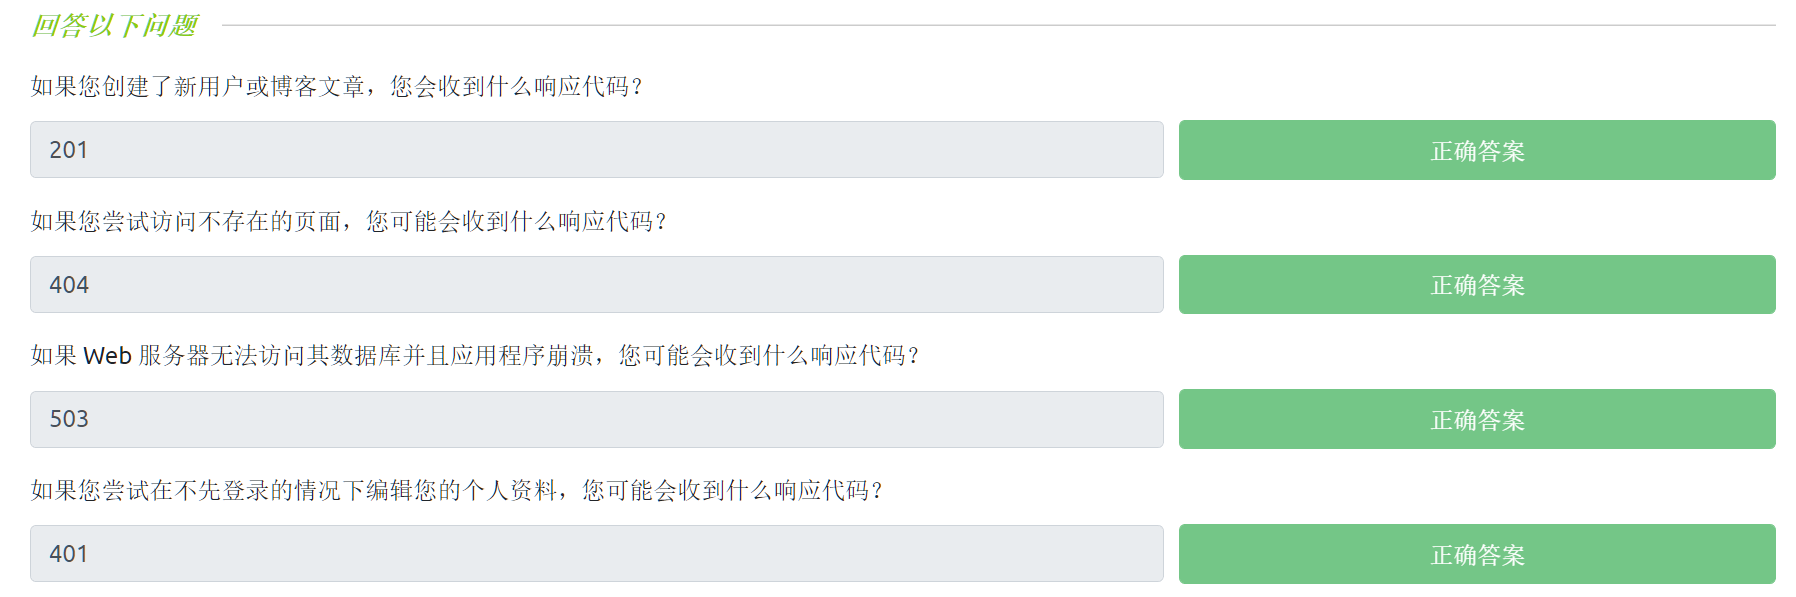 回答以下问题
如果您创建了新用户或博客文章，您会收到什么响应代码？
201
正确答案
如果您尝试访问不存在的页面，您可能会收到什么响应代码？
404
正确答案
如果 Web 服务器无法访问其数据库并且应用程序崩溃，您可能会收到什么响应代码？
503
正确答案
如果您尝试在不先登录的情况下编辑您的个人资料，您可能会收到什么响应代码？
401
正确答案